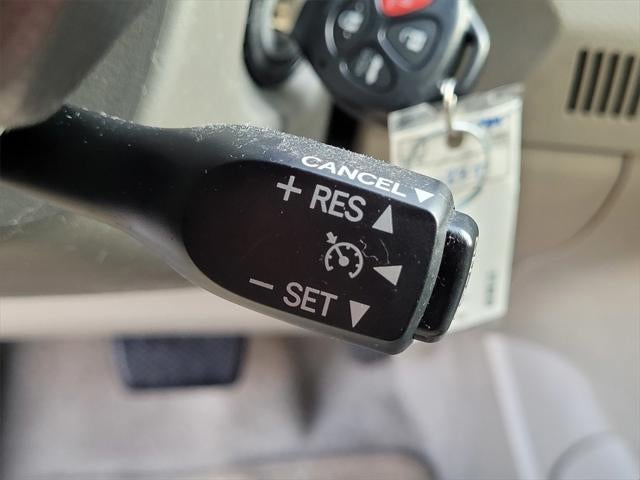 CANCEL ▼
+ RES ▲
− SET ▼